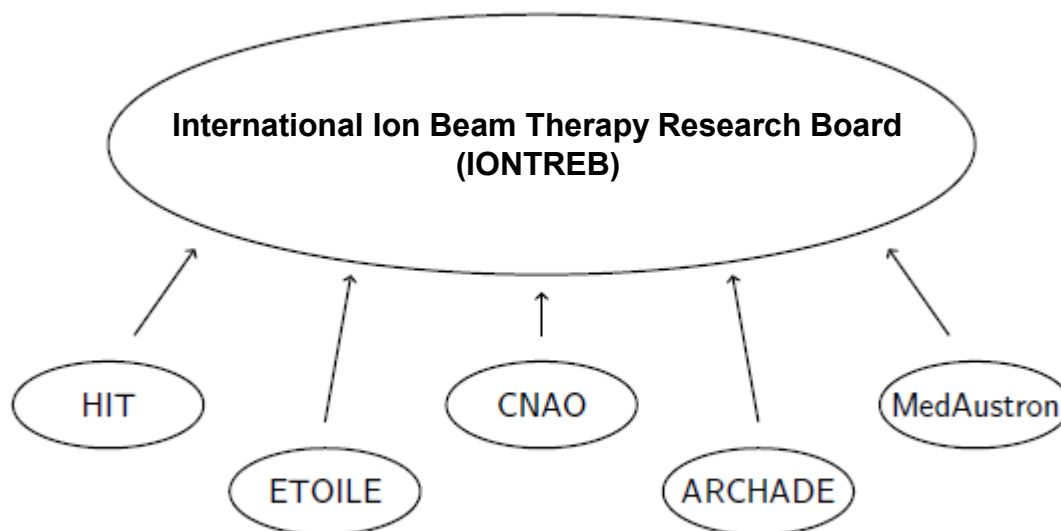 International Ion Beam Therapy Research Board
(IONTREB)
HIT
CNAO
MedAustron
ETOILE
ARCHADE